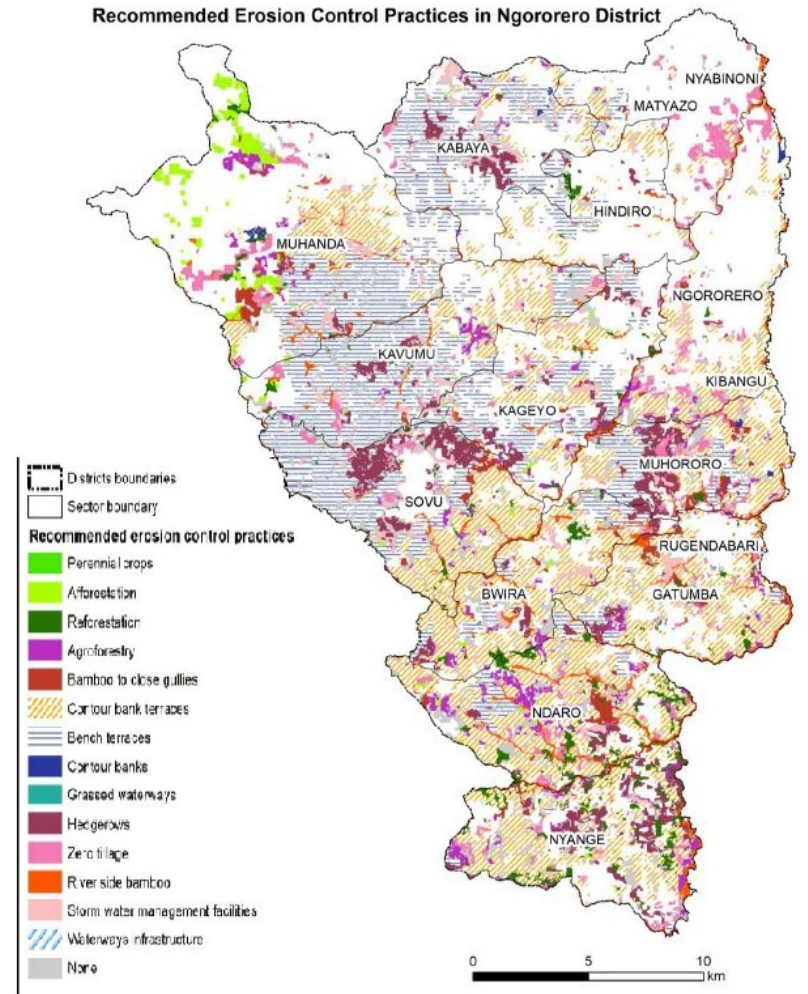 Recommended Erosion Control Practices in Ngororero District
NYABINONI
MATYAZO
KABAYA
HINDIRO
MUHANDA
NGORORERO
KAVUMU
KIBANGU
KAGEYO
MUHORORO
SOVU
RUGENDABARI
BWIRA
GATUMBA
NDARO
NYANGE
Districts boundaries
Sector boundary
Recommended erosion control practices
Perennial crops
Afforestation
Reforestation
Agroforestry
Bamboo to close gullies
Contour bank terraces
Bench terraces
Contour banks
Grassed waterways
Hedgerows
Zero tillage
River side bamboo
Storm water management facilities
Waterways infrastructure
None
0 5 10
km